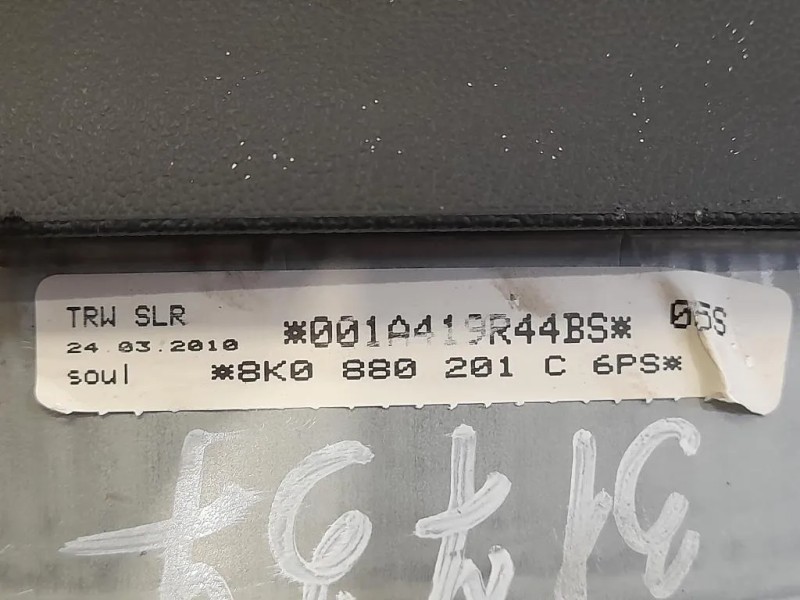 TRW SLR
*001A419R44BS* 05S
24.03.2010
soul *8K0 880 201 C 6PS*